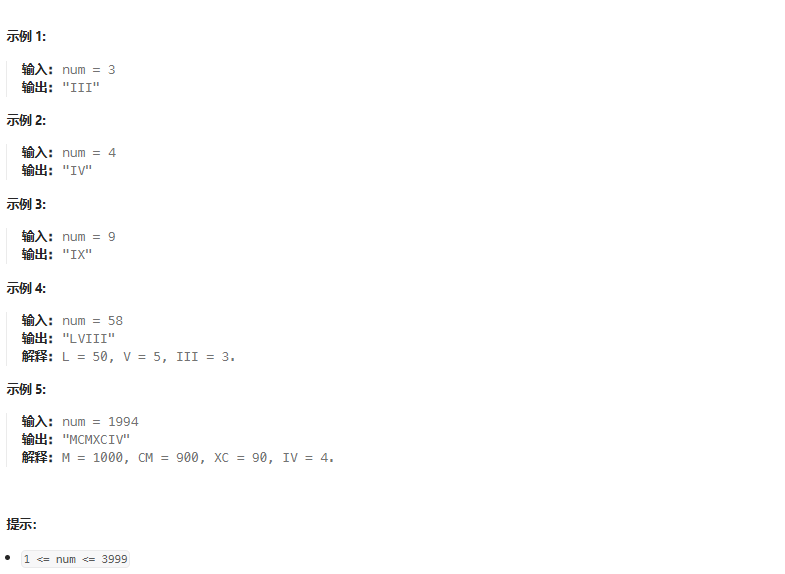 示例 1:
输入: num = 3
输出: "III"
示例 2:
输入: num = 4
输出: "IV"
示例 3:
输入: num = 9
输出: "IX"
示例 4:
输入: num = 58
输出: "LVIII"
解释: L = 50, V = 5, III = 3.
示例 5:
输入: num = 1994
输出: "MCMXCIV"
解释: M = 1000, CM = 900, XC = 90, IV = 4.
提示:
• 1 <= num <= 3999